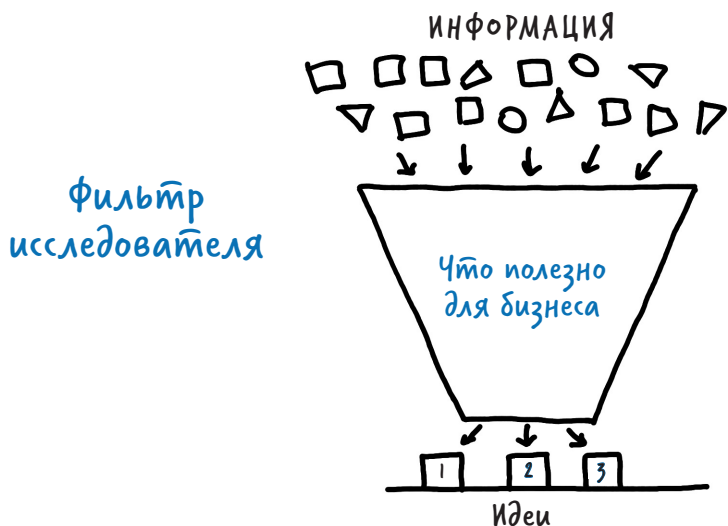 ИНФОРМАЦИЯ
Фильтр
исследователя
Что полезно
для бизнеса
1 2 3
Идеи